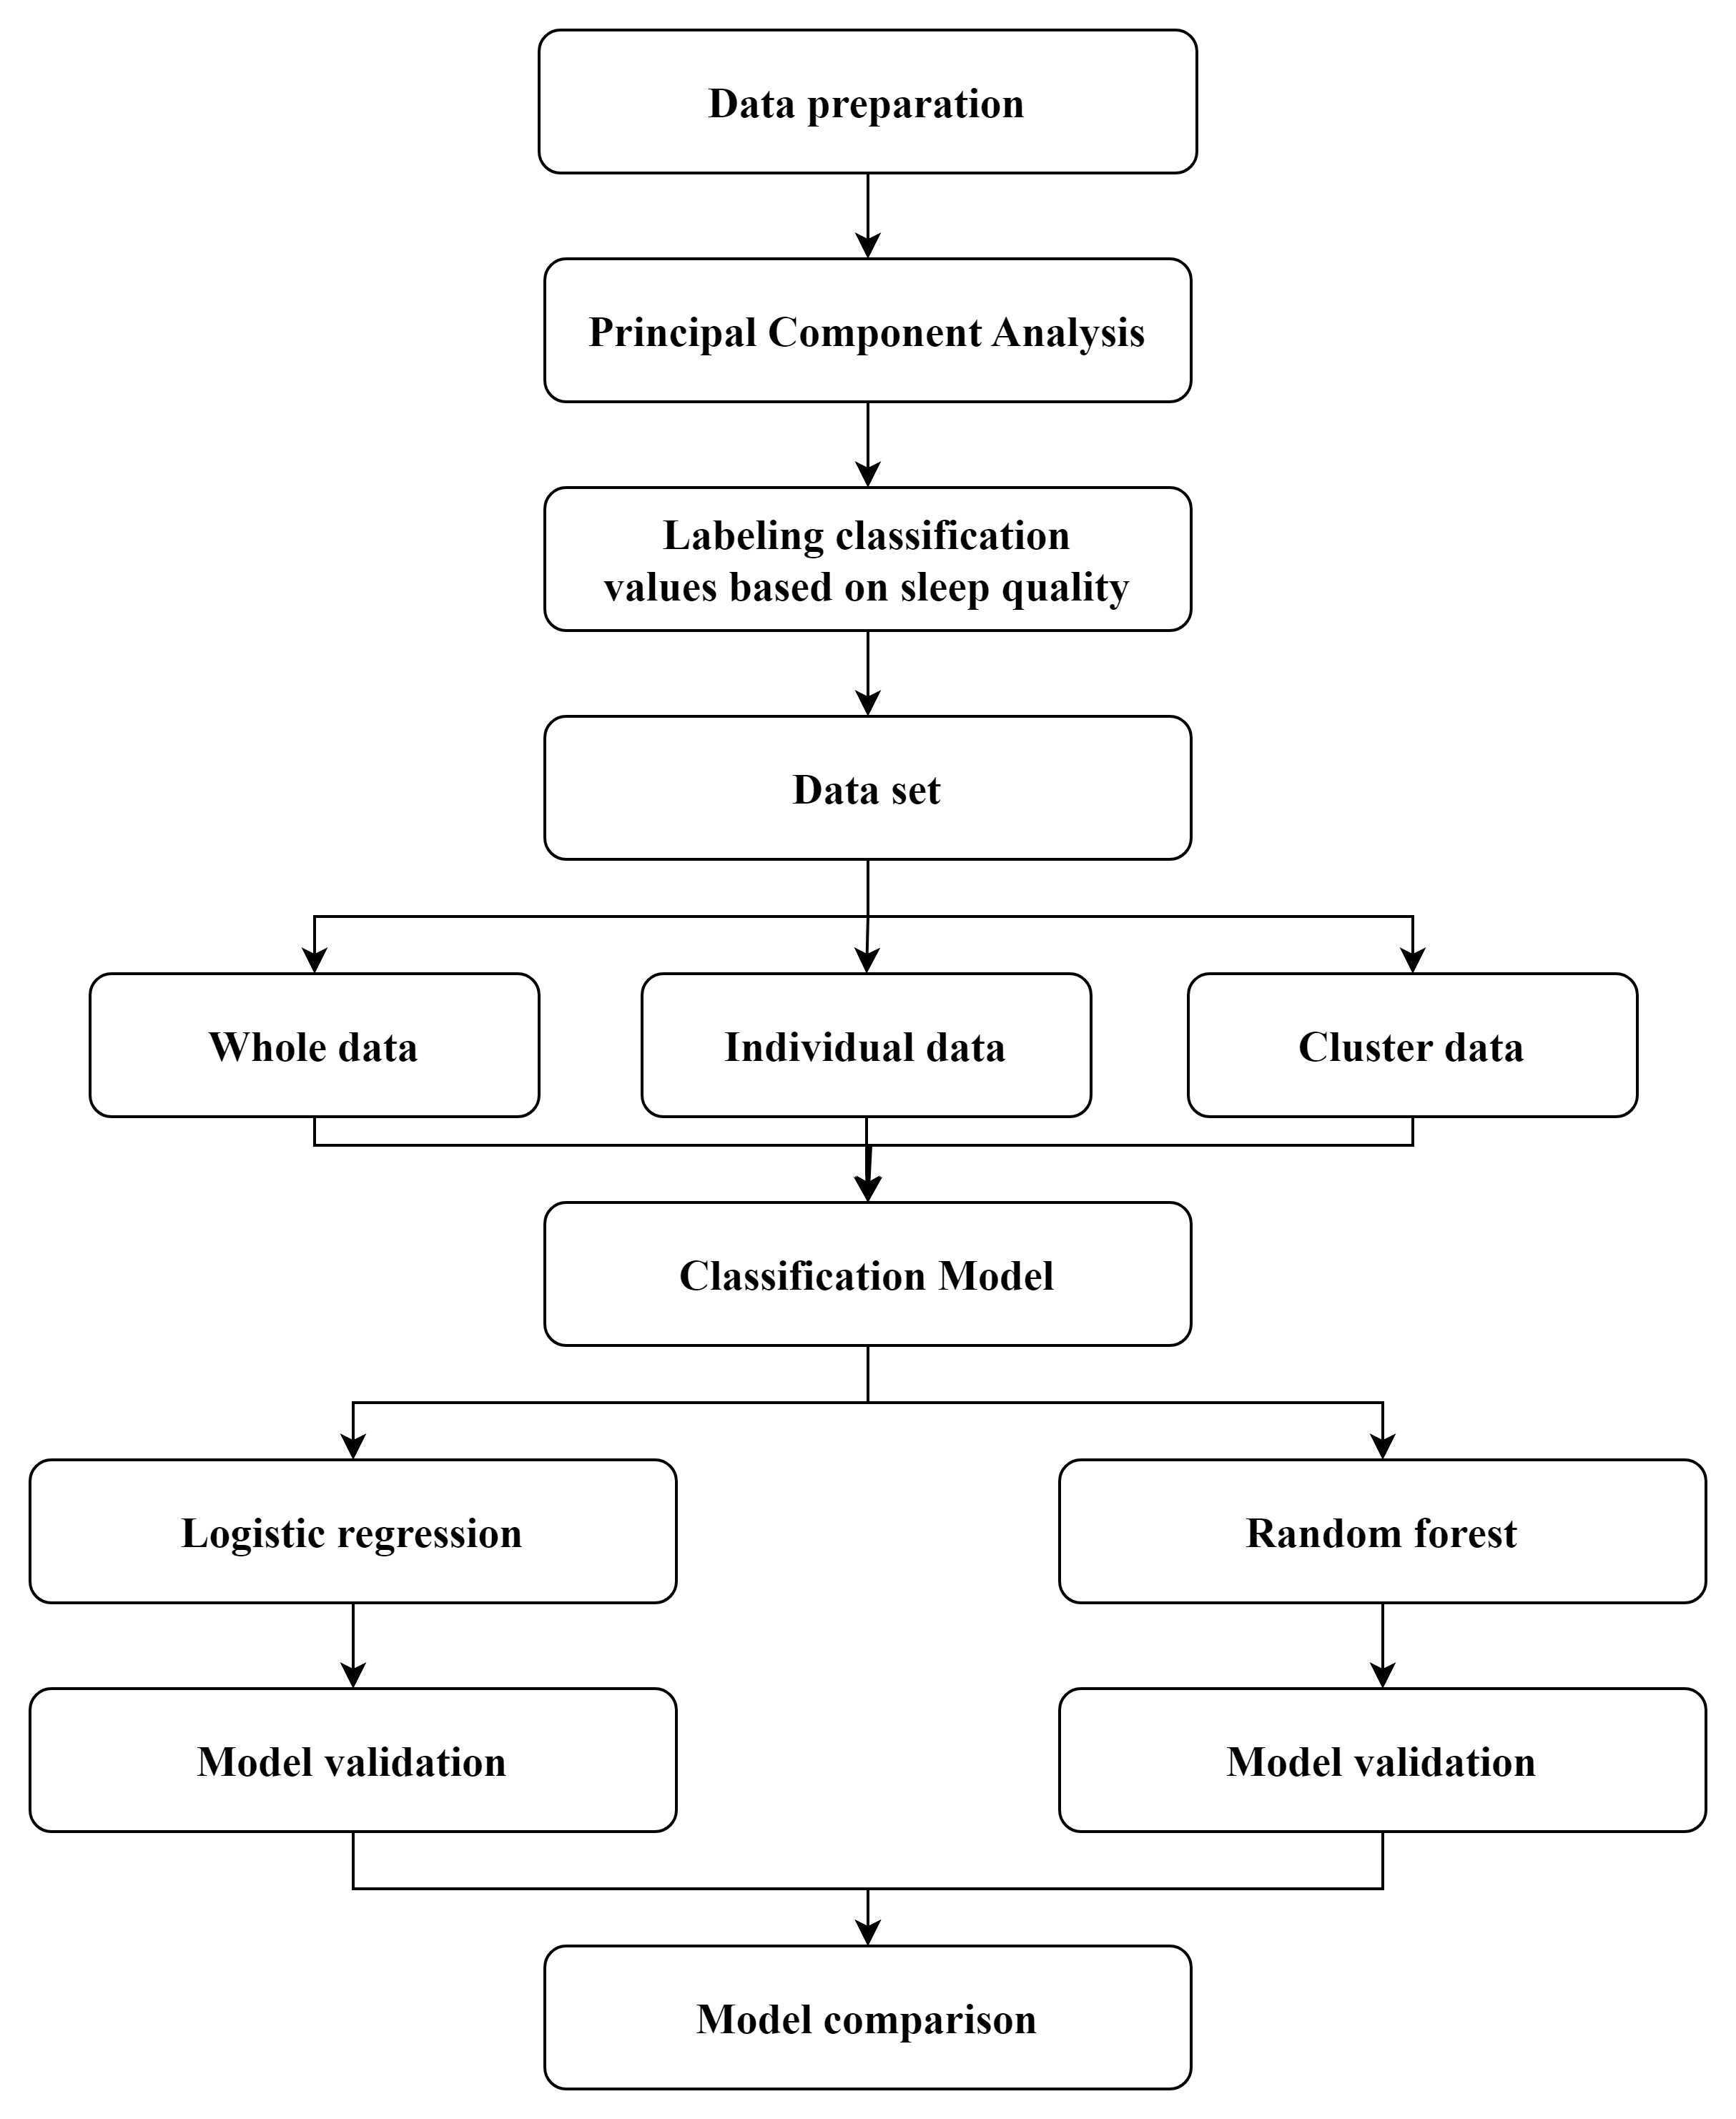 Data preparation
Principal Component Analysis
Labeling classification
values based on sleep quality
Data set
Whole data
Individual data
Cluster data
Classification Model
Logistic regression
Random forest
Model validation
Model validation
Model comparison